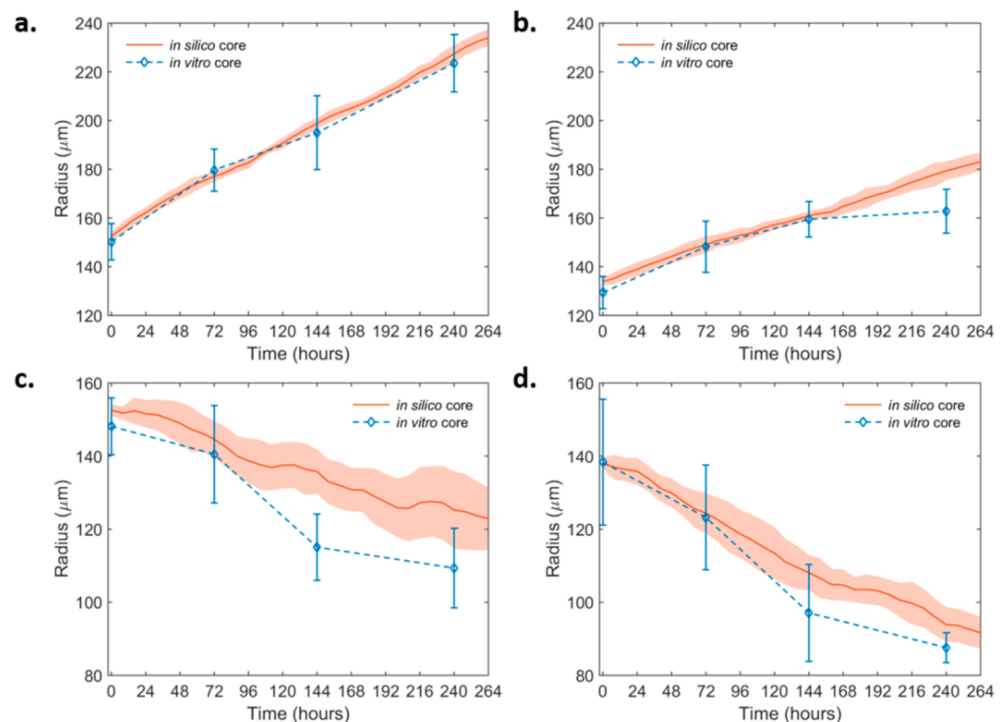 a.
in silico core
in vitro core
Radius (μm)
240
220
200
180
160
140
120
0 24 48 72 96 120 144 168 192 216 240 264
Time (hours)
b.
in silico core
in vitro core
Radius (μm)
240
220
200
180
160
140
120
0 24 48 72 96 120 144 168 192 216 240 264
Time (hours)
c.
in silico core
in vitro core
Radius (μm)
160
140
120
100
80
0 24 48 72 96 120 144 168 192 216 240 264
Time (hours)
d.
in silico core
in vitro core
Radius (μm)
160
140
120
100
80
0 24 48 72 96 120 144 168 192 216 240 264
Time (hours)